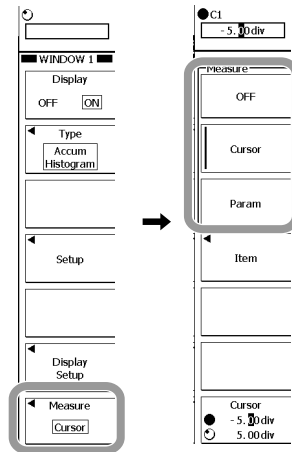 WINDOW 1
Display
OFF ON
Type
Accum
Histogram
Setup
Display
Setup
Measure
Cursor
C1
-5.00div
Measure
OFF
Cursor
Param
Item
Cursor
-5.00div
5.00div